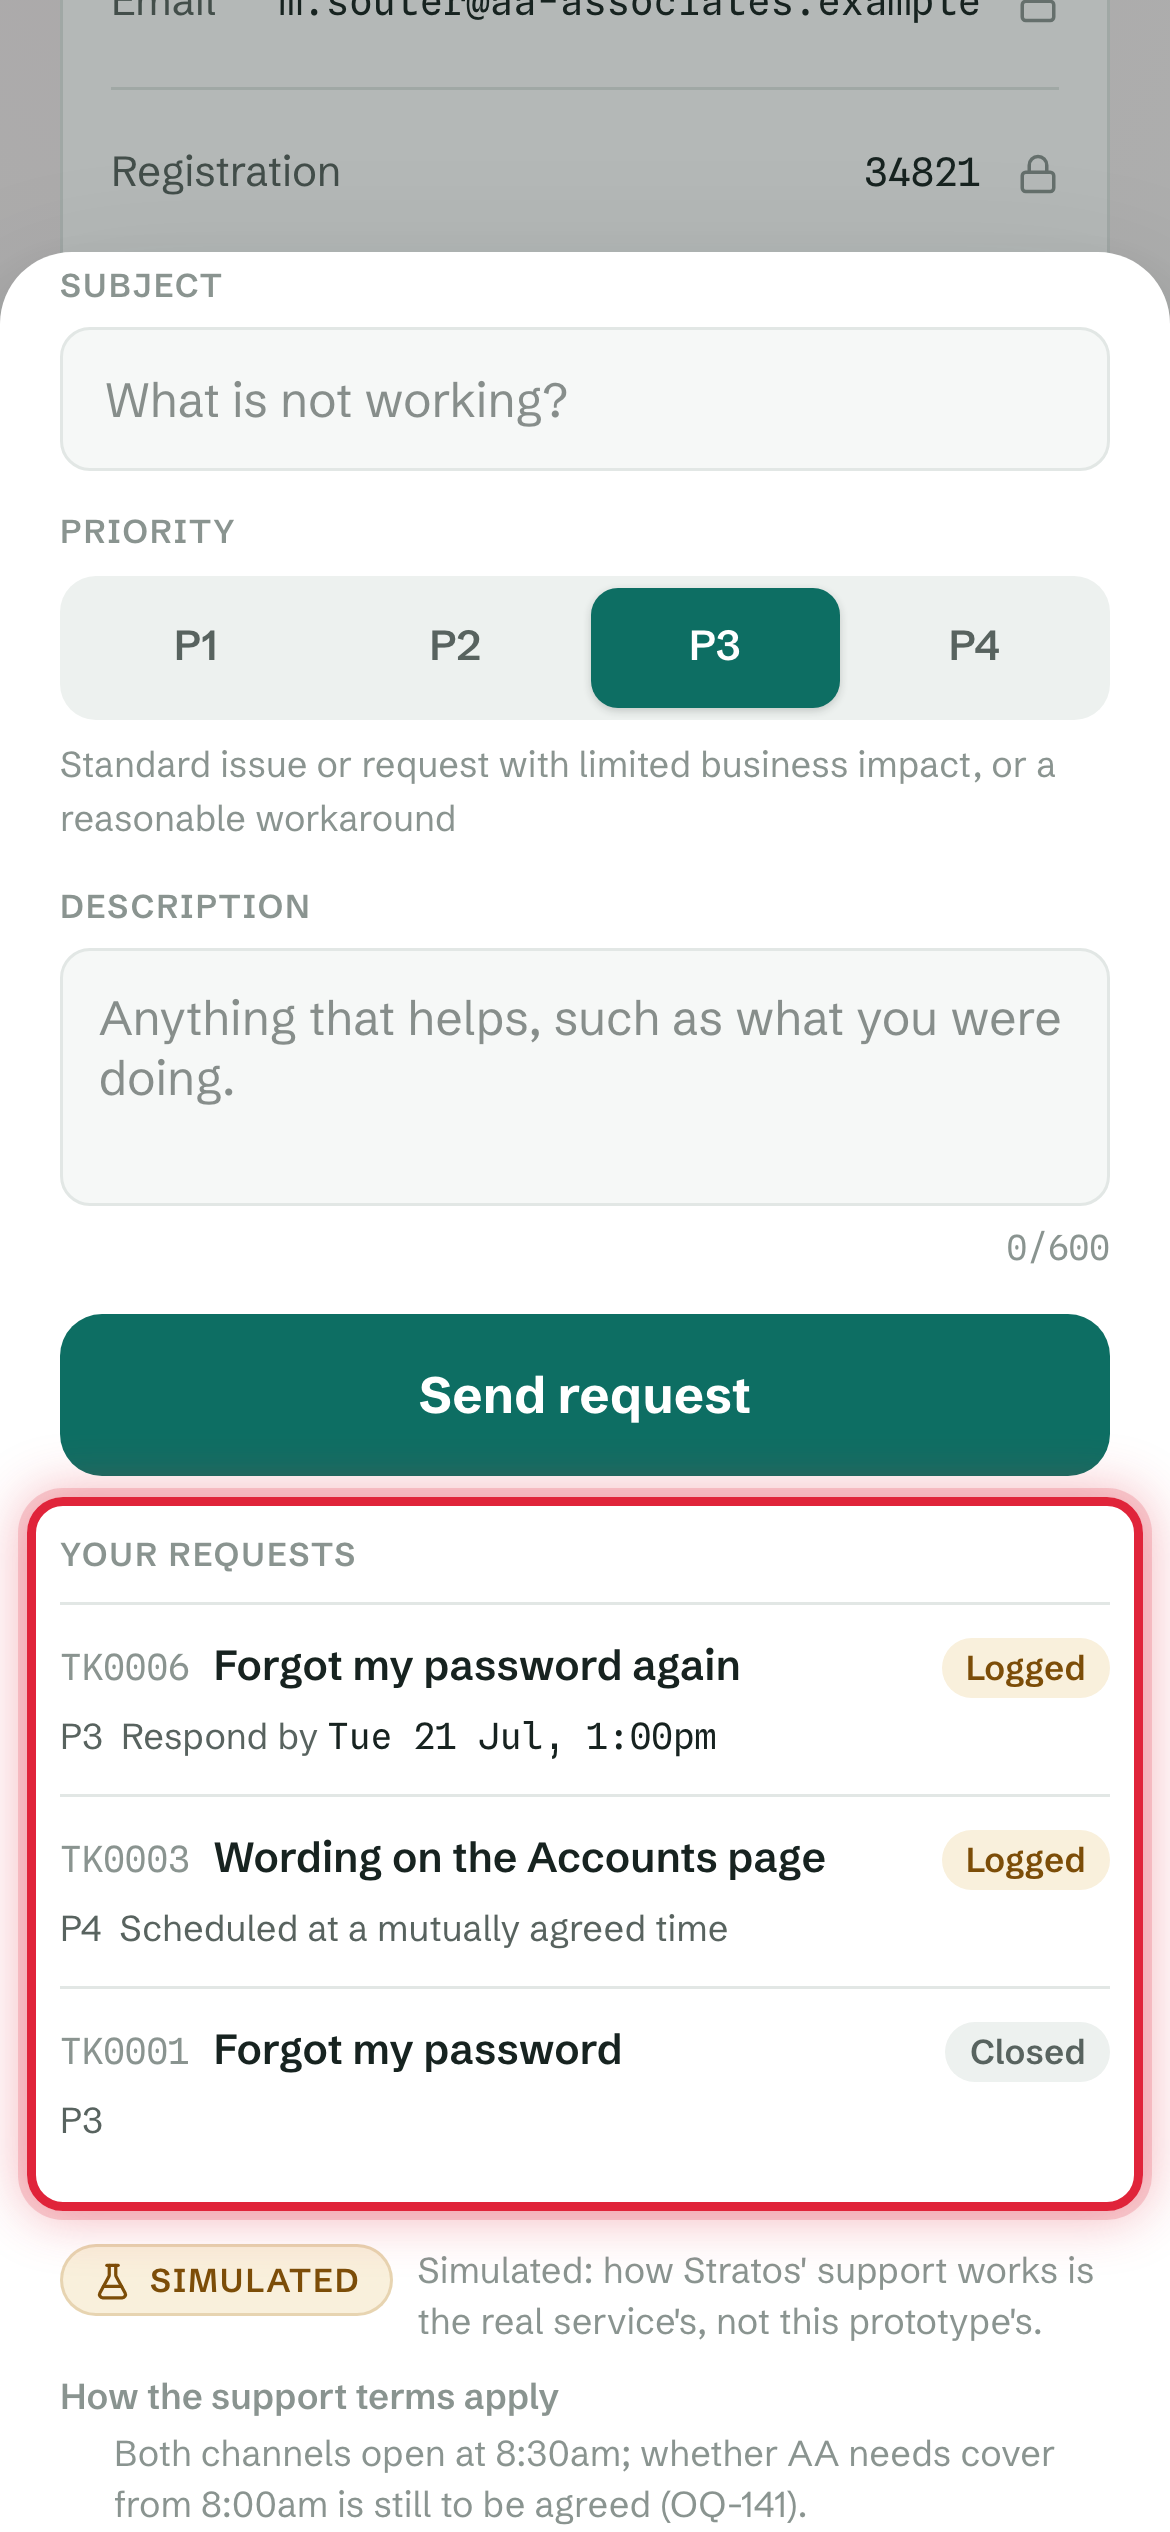 Email m.souter@aa-associates.example
Registration 34821
SUBJECT
What is not working?
PRIORITY
P1 P2 P3 P4
Standard issue or request with limited business impact, or a
reasonable workaround
DESCRIPTION
Anything that helps, such as what you were
doing.
0/600
Send request
YOUR REQUESTS
TK0006 Forgot my password again Logged
P3 Respond by Tue 21 Jul, 1:00pm
TK0003 Wording on the Accounts page Logged
P4 Scheduled at a mutually agreed time
TK0001 Forgot my password Closed
P3
SIMULATED Simulated: how Stratos' support works is
the real service's, not this prototype's.
How the support terms apply
Both channels open at 8:30am; whether AA needs cover
from 8:00am is still to be agreed (OQ-141).